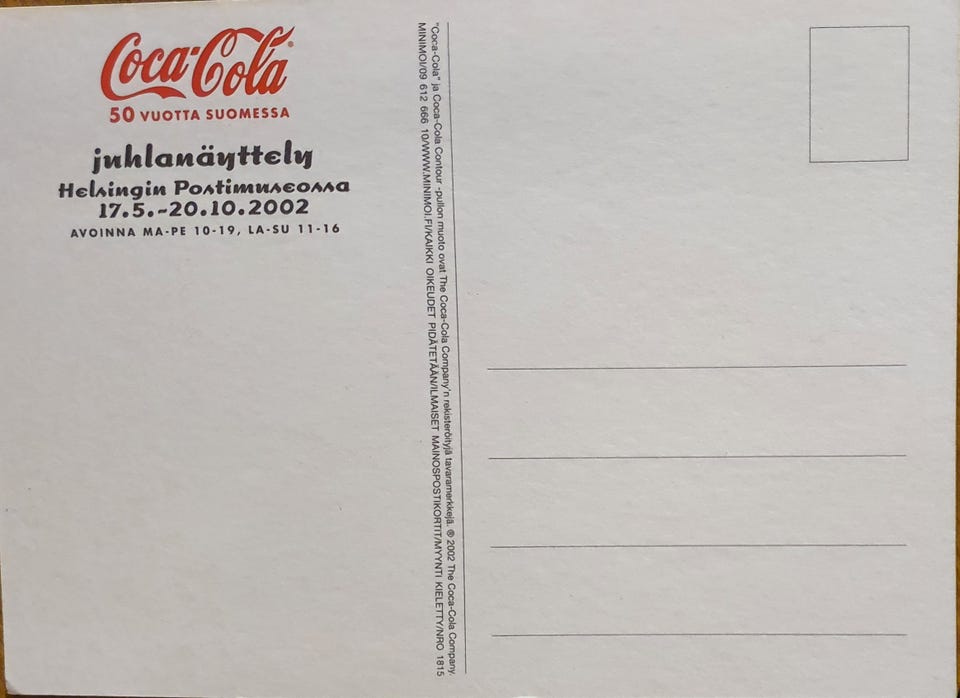 Coca-Cola®
50 VUOTTA SUOMESSA
juhlanäyttely
Helsingin Postimuseossa
17.5.-20.10.2002
AVOINNA MA-PE 10-19, LA-SU 11-16
"Coca-Cola" ja Coca-Cola Contour -pullon muoto ovat The Coca-Cola Company'n rekisteröityjä tavaramerkkejä. ® 2002 The Coca-Cola Company.
MINIMOI/09 612 666 10/WWW.MINIMOI.FI/KAIKKI OIKEUDET PIDÄTETÄÄN/ILMAISET MAINOSPOSTIKORTIT/MYYNTI KIELETTY/NRO 1815